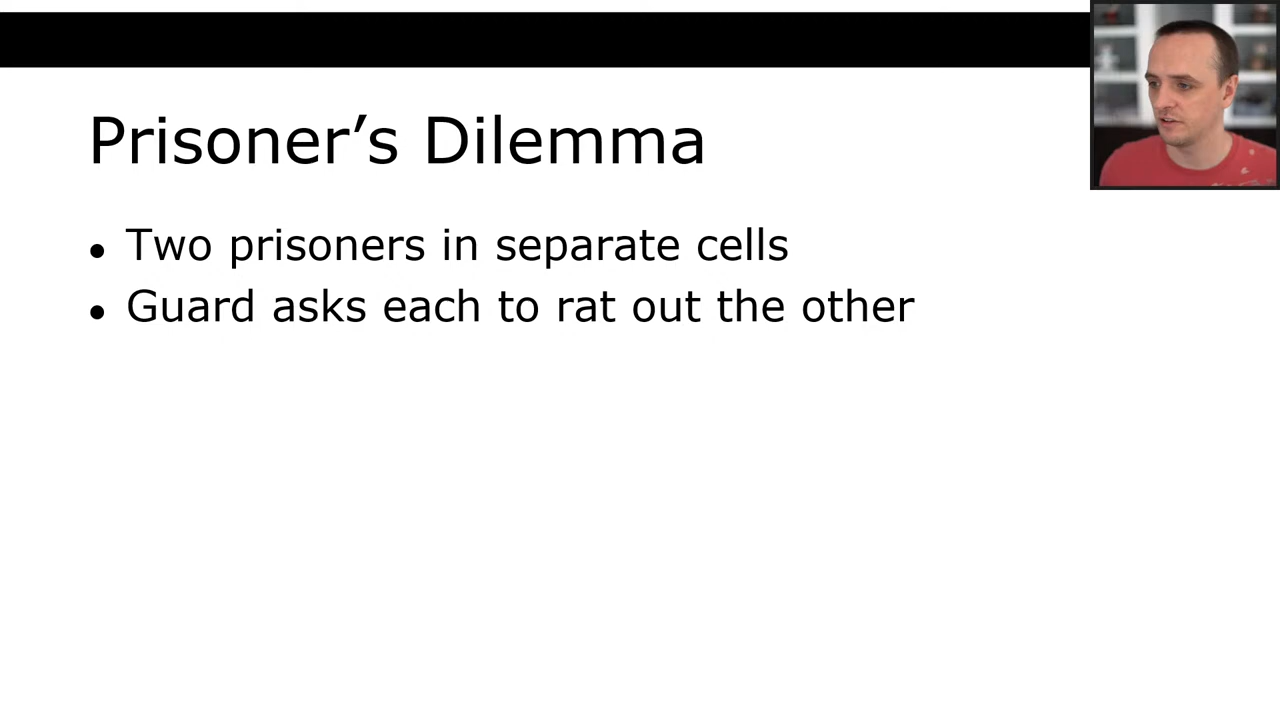 Prisoner’s Dilemma
● Two prisoners in separate cells
● Guard asks each to rat out the other